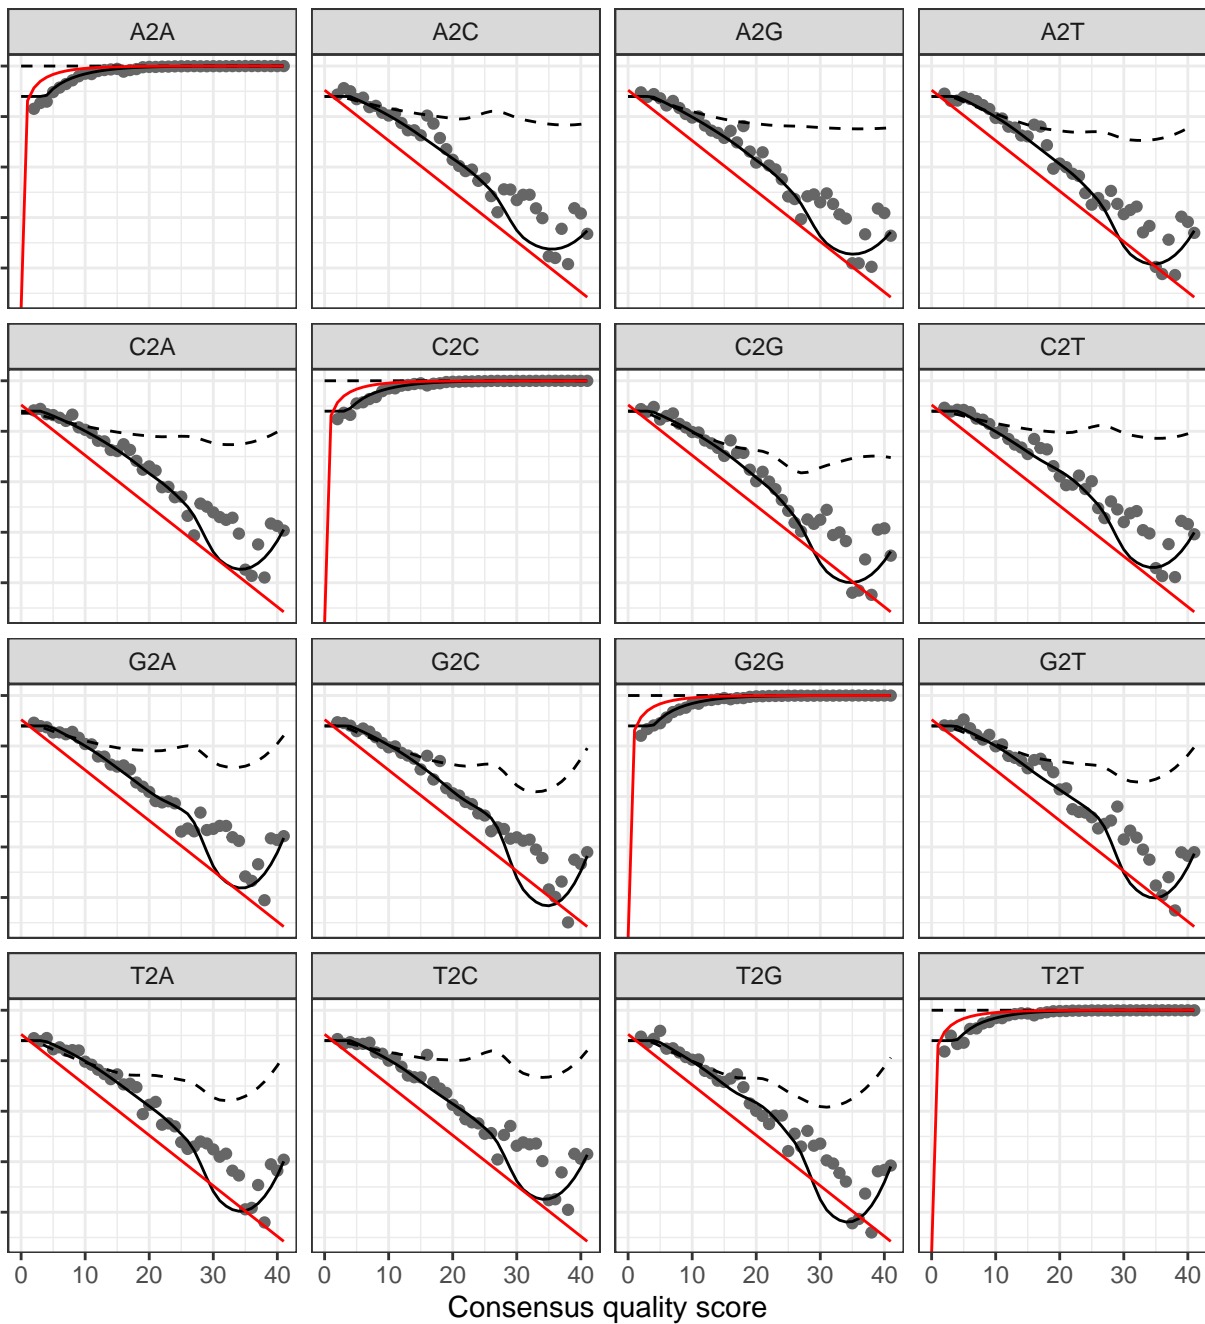 A2A A2C A2G A2T
C2A C2C C2G C2T
G2A G2C G2G G2T
T2A T2C T2G T2T
0 10 20 30 40 0 10 20 30 40 0 10 20 30 40 0 10 20 30 40
Consensus quality score